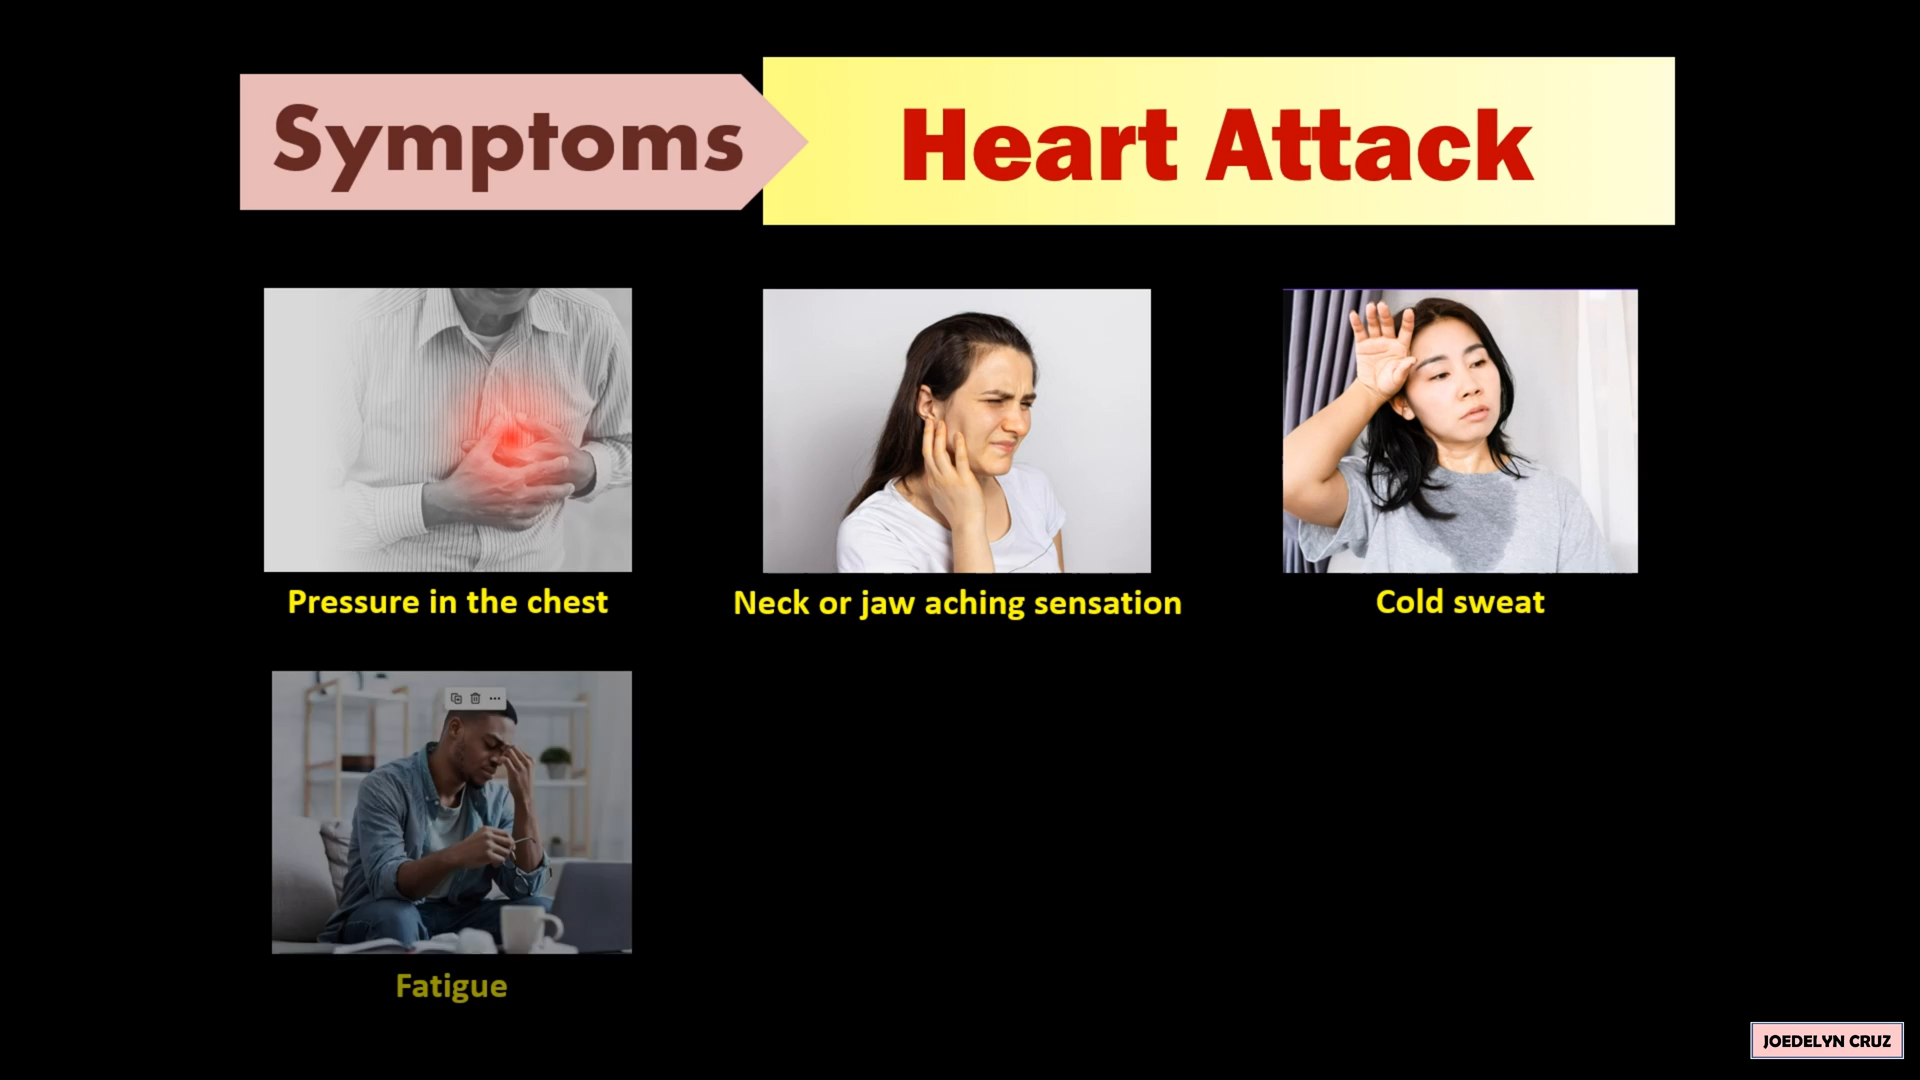 Symptoms
Heart Attack
Pressure in the chest
Neck or jaw aching sensation
Cold sweat
Fatigue
JOEDELYN CRUZ